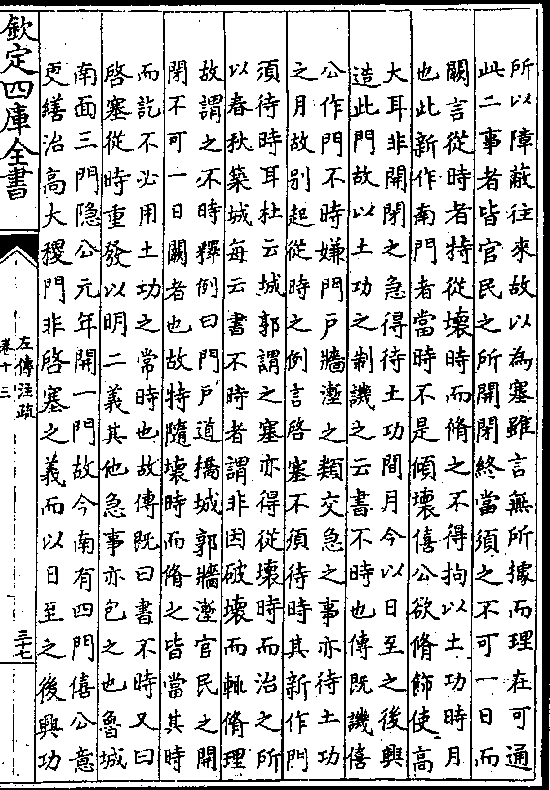 所以障蔽往來故以為塞雖言無所據而理在可通
此二事者皆官民之所開閉終當須之不可一日而
闕言從時者特從壞時而脩之不得拘以土功時月
也此新作南門者當時不是傾壞僖公欲脩飾使高
大耳非開閉之急得待土功間月今以日至之後興
造此門故以土功之制譏之云書不時也傳既譏僖
公作門不時嫌門戸牆壍之類交急之事亦待土功
之月故别起從時之例言啓塞不須待時其新作門
須待時耳杜云城郭謂之塞亦得從壞時而治之所
以春秋築城每云書不時者謂非因破壞而輒脩理
故謂之不時釋例曰門戸道橋城郭牆壍官民之開
閉不可一日闕者也故特隨壞時而脩之皆當其時
而訖不必用土功之常時也故傳既曰書不時又曰
啓塞從時重發以明二義其他急事亦包之也魯城
南面三門隐公元年開一門故今南有四門僖公意
更繕治高大稷門非啓塞之義而以日至之後興功
欽定四庫全書
左傳注疏
卷十三
三十七